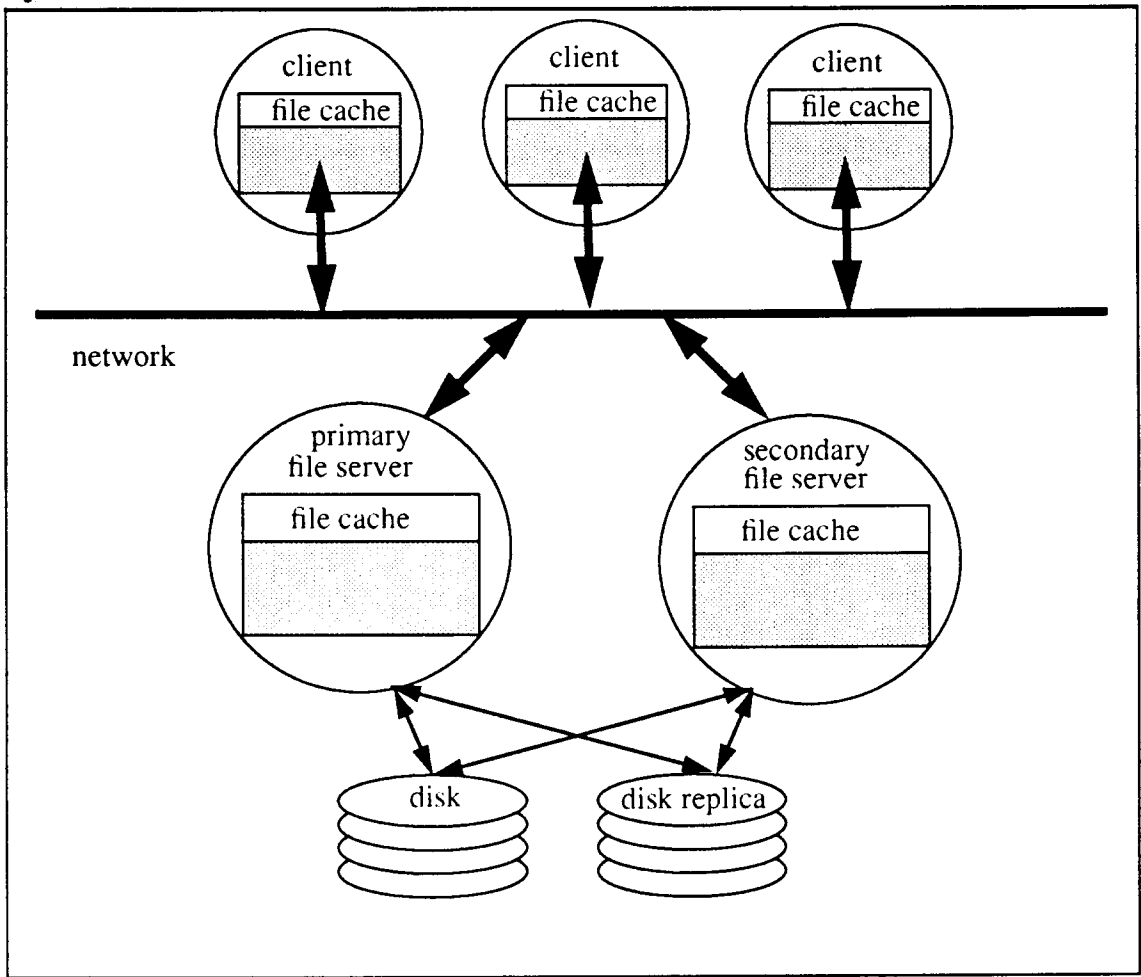 client
file cache
client
file cache
client
file cache
network
primary
file server
file cache
secondary
file server
file cache
disk
disk replica